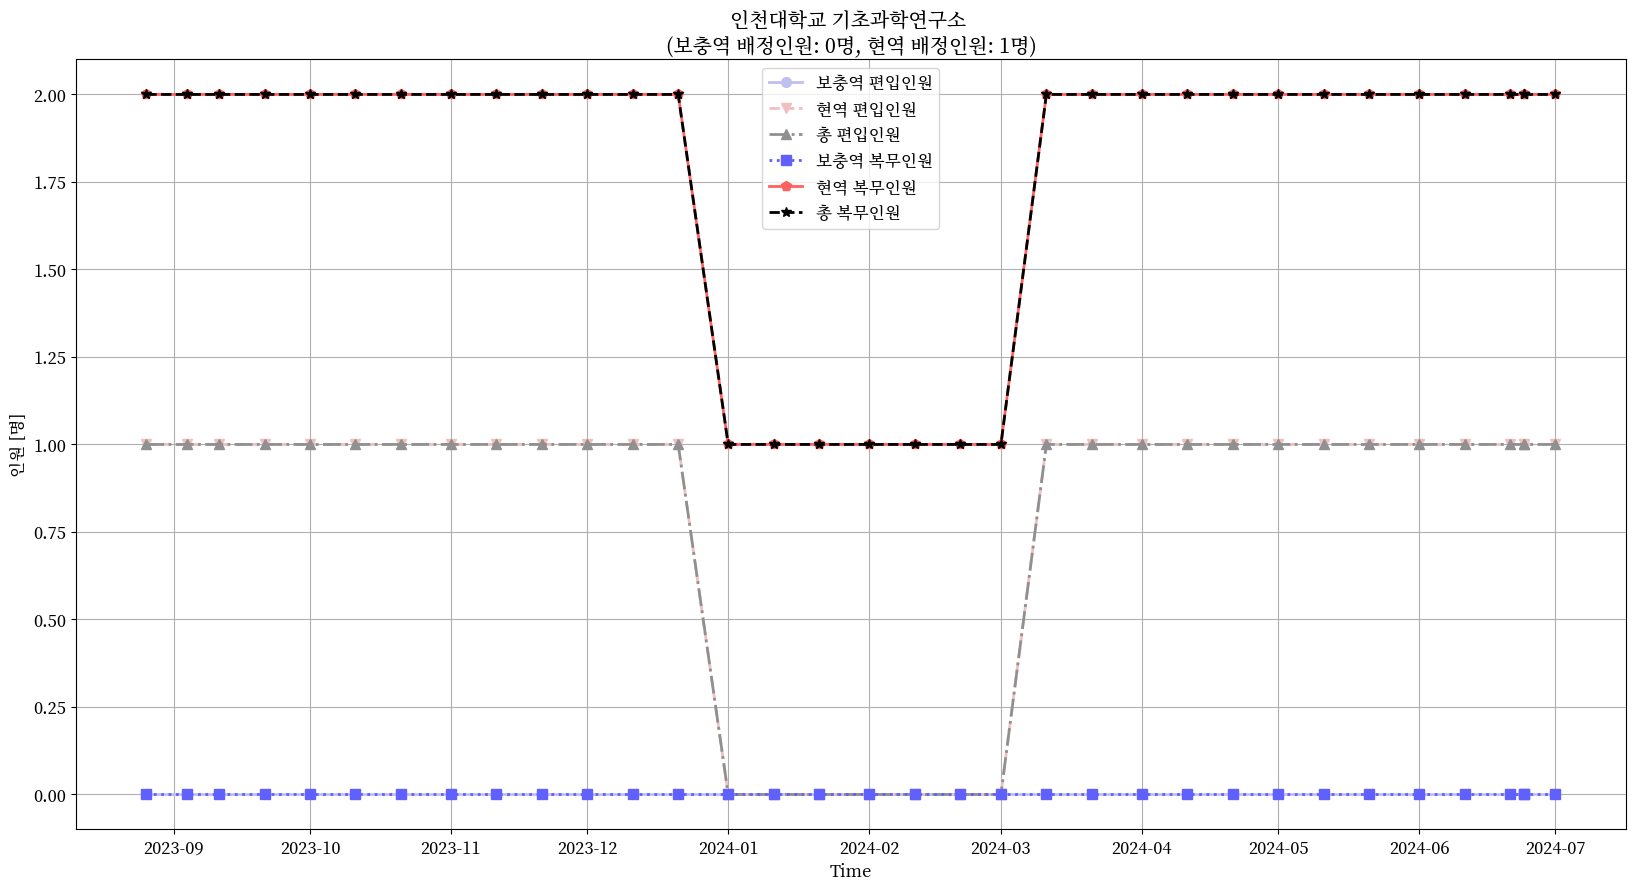 인천대학교 기초과학연구소
(보충역 배정인원: 0명, 현역 배정인원: 1명)
보충역 편입인원
현역 편입인원
총 편입인원
보충역 복무인원
현역 복무인원
총 복무인원
2.00
1.75
1.50
1.25
1.00
0.75
0.50
0.25
0.00
인원 [명]
2023-09 2023-10 2023-11 2023-12 2024-01 2024-02 2024-03 2024-04 2024-05 2024-06 2024-07
Time